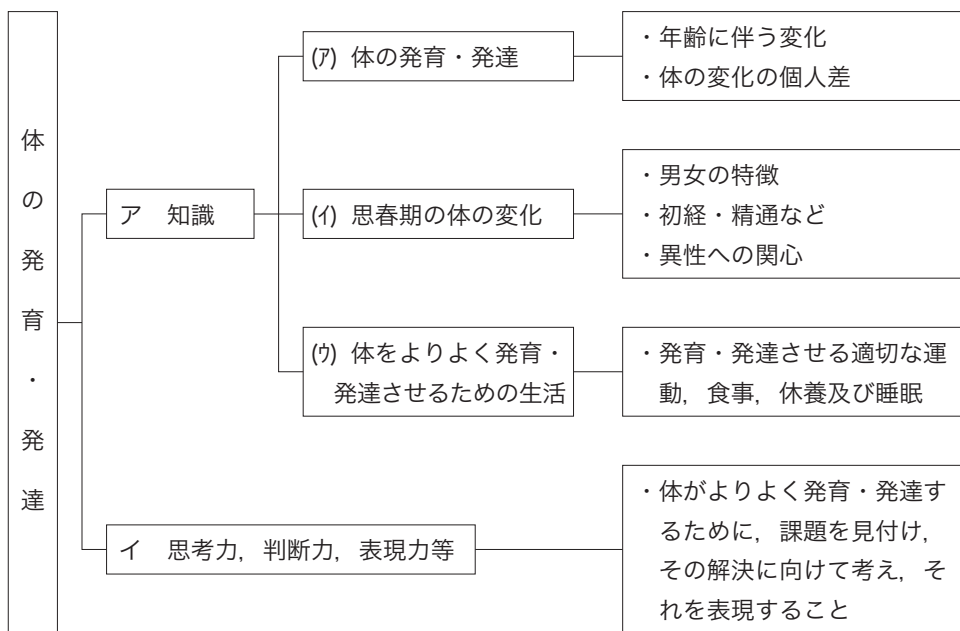 体の発育・発達
ア　知識
(ア) 体の発育・発達
・年齢に伴う変化
・体の変化の個人差
(イ) 思春期の体の変化
・男女の特徴
・初経・精通など
・異性への関心
(ウ) 体をよりよく発育・
発達させるための生活
・発育・発達させる適切な運
動，食事，休養及び睡眠
イ　思考力，判断力，表現力等
・体がよりよく発育・発達す
るために，課題を見付け，
その解決に向けて考え，そ
れを表現すること